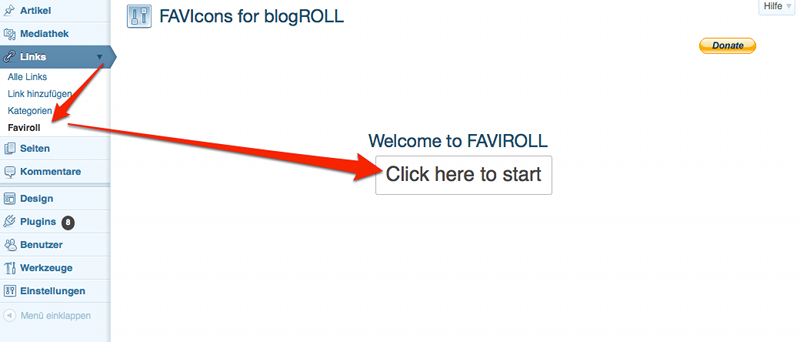 Artikel
Mediathek
Links
Alle Links
Link hinzufügen
Kategorien
Faviroll
Seiten
Kommentare
Design
Plugins 8
Benutzer
Werkzeuge
Einstellungen
Menü einklappen
FAVIcons for blogROLL
Hilfe
Donate
Welcome to FAVIROLL
Click here to start